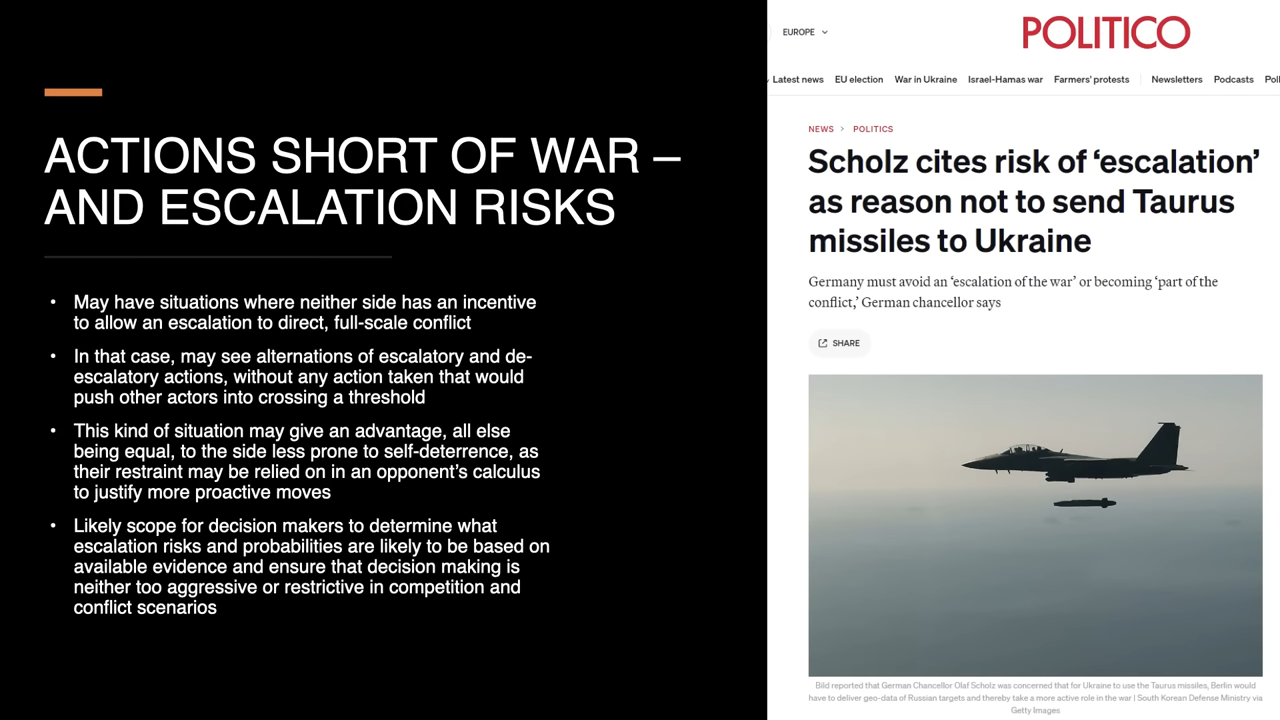 ACTIONS SHORT OF WAR –
AND ESCALATION RISKS
• May have situations where neither side has an incentive
to allow an escalation to direct, full-scale conflict
• In that case, may see alternations of escalatory and de-
escalatory actions, without any action taken that would
push other actors into crossing a threshold
• This kind of situation may give an advantage, all else
being equal, to the side less prone to self-deterrence, as
their restraint may be relied on in an opponent's calculus
to justify more proactive moves
• Likely scope for decision makers to determine what
escalation risks and probabilities are likely to be based on
available evidence and ensure that decision making is
neither too aggressive or restrictive in competition and
conflict scenarios
EUROPE
POLITICO
Latest news EU election War in Ukraine Israel-Hamas war Farmers' protests Newsletters Podcasts Poll
NEWS > POLITICS
Scholz cites risk of ‘escalation’
as reason not to send Taurus
missiles to Ukraine
Germany must avoid an ‘escalation of the war’ or becoming ‘part of the
conflict,’ German chancellor says
SHARE
Bild reported that German Chancellor Olaf Scholz was concerned that for Ukraine to use the Taurus missiles, Berlin would
have to deliver geo-data of Russian targets and thereby take a more active role in the war | South Korean Defense Ministry via
Getty Images